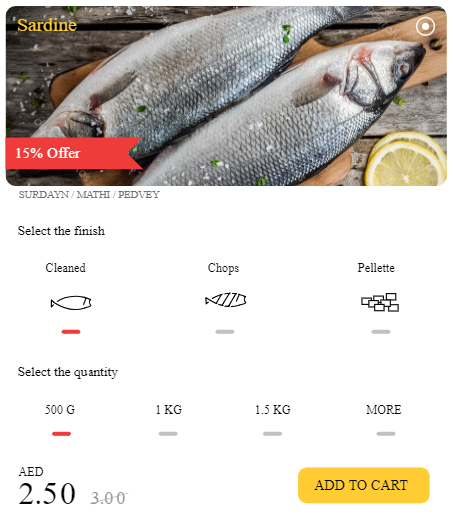 Sardine
15% Offer
SURDAYN / MATHI / PEDVEY
Select the finish
Cleaned Chops Pellette
Select the quantity
500 G 1 KG 1.5 KG MORE
AED
2.50 3.00
ADD TO CART